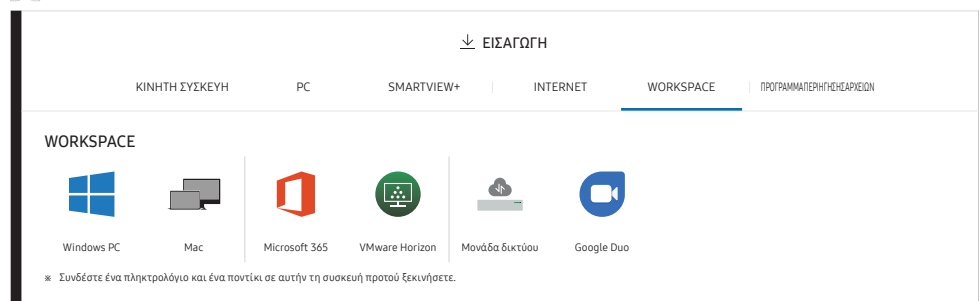 ΕΙΣΑΓΩΓΗ
ΚΙΝΗΤΗ ΣΥΣΚΕΥΗ PC SMARTVIEW+ INTERNET WORKSPACE ΠΡΟΓΡΑΜΜΑΠΕΡΙΗΓΗΣΗΣΑΡΧΕΙΩΝ
WORKSPACE
Windows PC Mac Microsoft 365 VMware Horizon Μονάδα δικτύου Google Duo
※ Συνδέστε ένα πληκτρολόγιο και ένα ποντίκι σε αυτήν τη συσκευή προτού ξεκινήσετε.